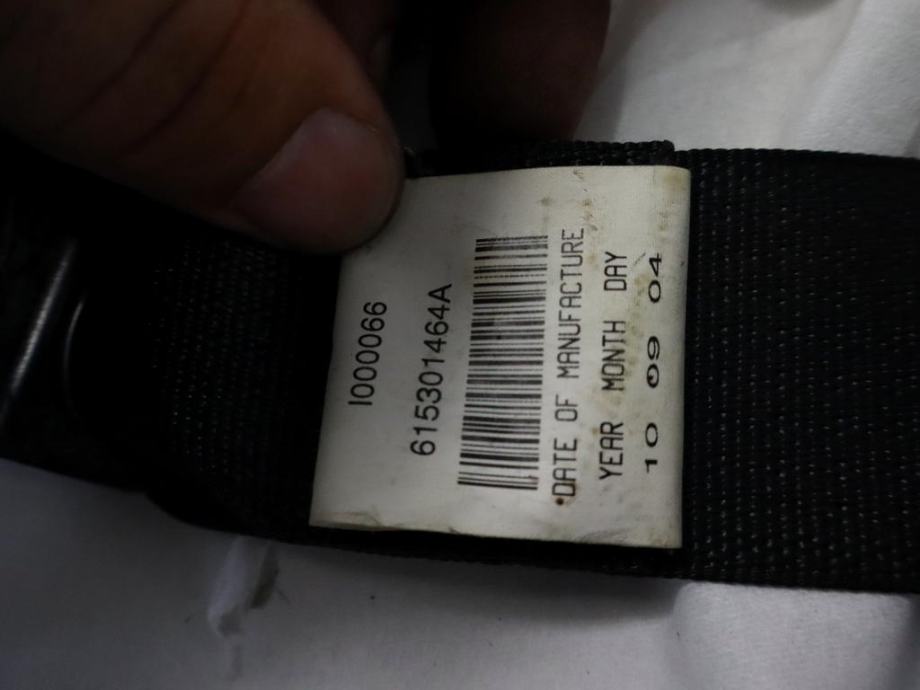 I000066
615301464A
DATE OF MANUFACTURE
YEAR MONTH DAY
10 09 04